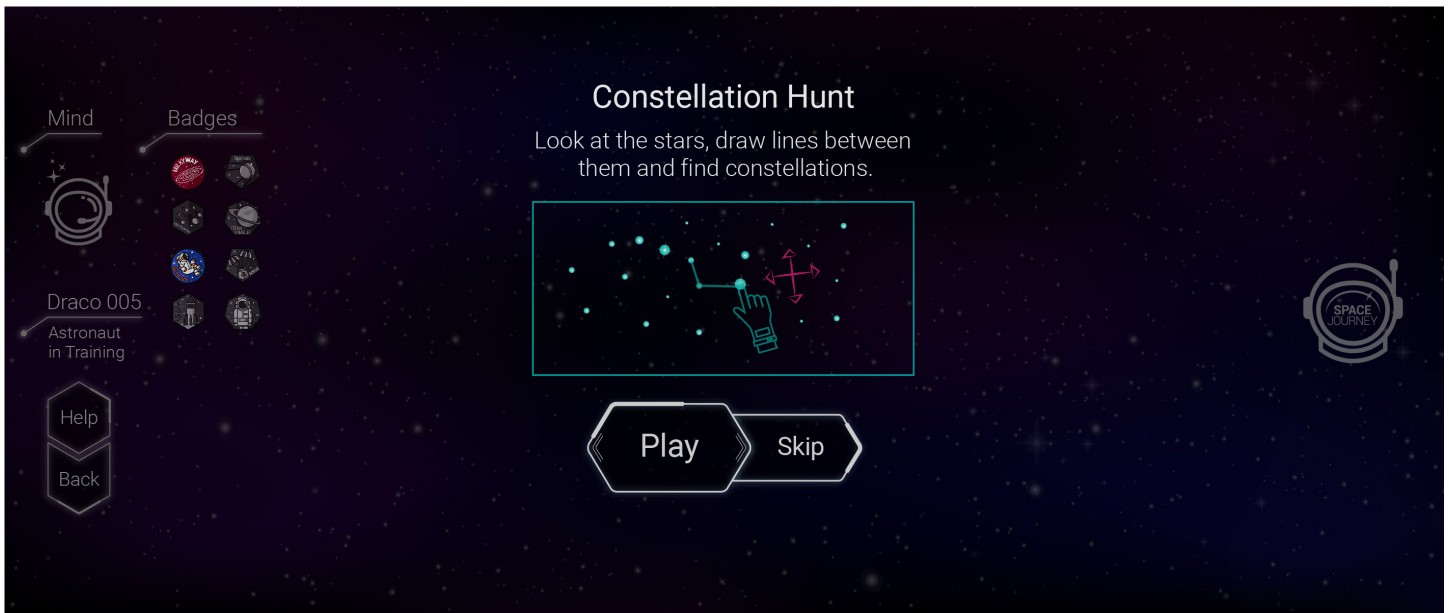 Constellation Hunt
Look at the stars, draw lines between
them and find constellations.
Mind
Badges
MILKYWAY
Draco 005
Astronaut
in Training
Help
Back
Play
Skip
SPACE
JOURNEY